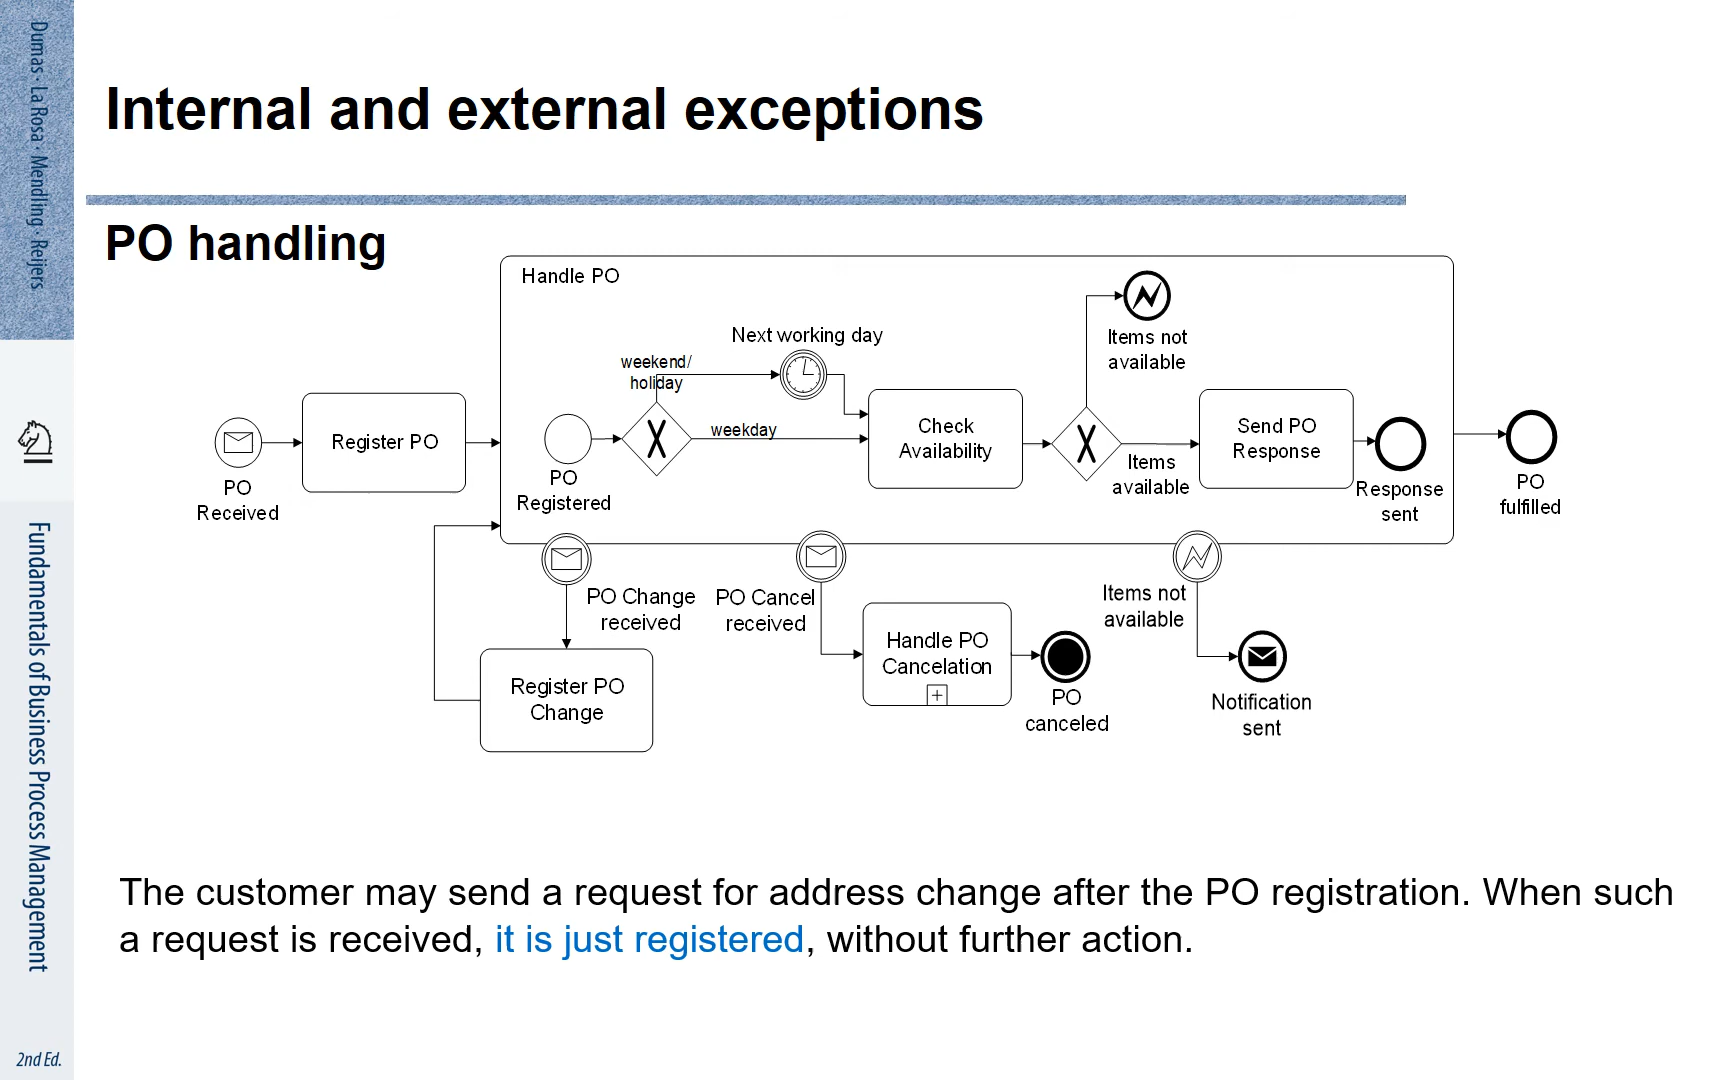 Dumas · La Rosa · Mendling · Reijers
Fundamentals of Business Process Management
2nd Ed.
Internal and external exceptions
PO handling
Handle PO
PO
Received
Register PO
PO
Registered
weekend/
holiday
weekday
Next working day
Check
Availability
Items not
available
Items
available
Send PO
Response
Response
sent
PO
fulfilled
PO Change
received
Register PO
Change
PO Cancel
received
Handle PO
Cancelation
PO
canceled
Items not
available
Notification
sent
The customer may send a request for address change after the PO registration. When such
a request is received, it is just registered, without further action.